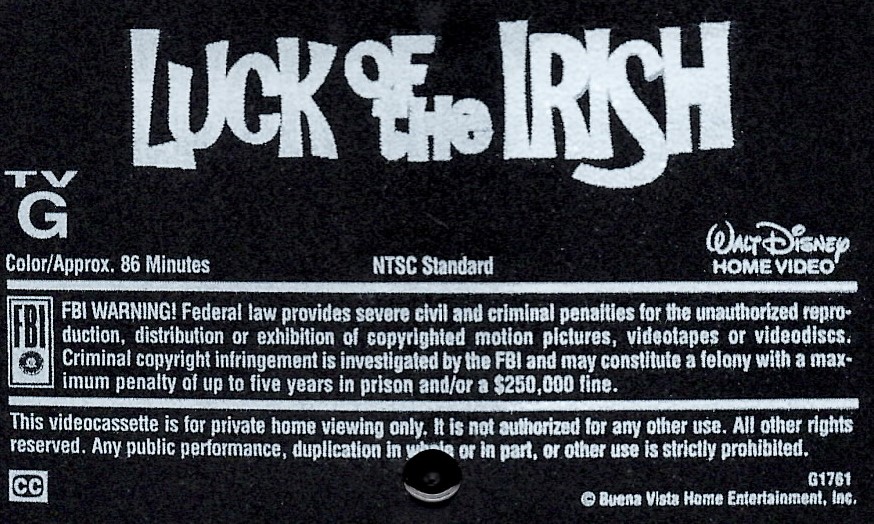 LUCK OF the IRISH
TV
G
Color/Approx. 86 Minutes NTSC Standard WALT DISNEY
HOME VIDEO
FBI
FBI WARNING! Federal law provides severe civil and criminal penalties for the unauthorized repro-
duction, distribution or exhibition of copyrighted motion pictures, videotapes or videodiscs.
Criminal copyright infringement is investigated by the FBI and may constitute a felony with a max-
imum penalty of up to five years in prison and/or a $250,000 fine.
This videocassette is for private home viewing only. It is not authorized for any other use. All other rights
reserved. Any public performance, duplication in whole or in part, or other use is strictly prohibited.
CC
G1761
© Buena Vista Home Entertainment, Inc.